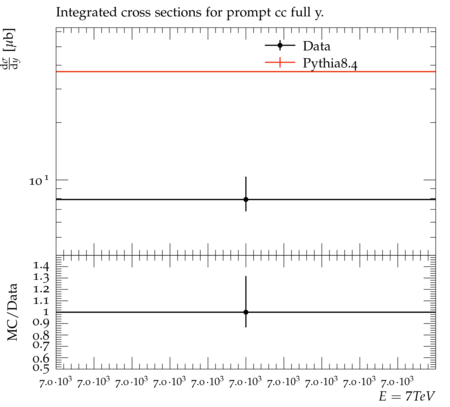 Integrated cross sections for prompt cc full y.
dσ/dy [μb]
Data
Pythia8.4
10¹
MC/Data
1.4
1.3
1.2
1.1
1
0.9
0.8
0.7
0.6
0.5
7.0·10³ 7.0·10³ 7.0·10³ 7.0·10³ 7.0·10³ 7.0·10³ 7.0·10³ 7.0·10³ 7.0·10³ 7.0·10³
E = 7TeV